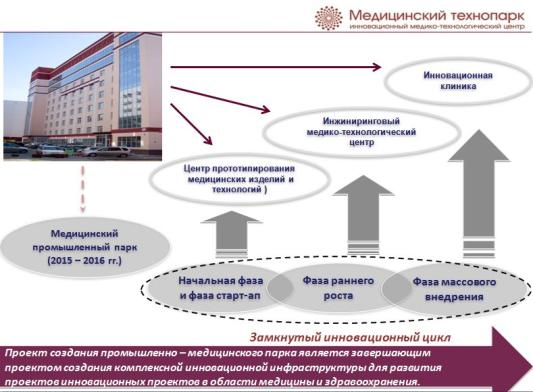 Медицинский технопарк
инновационный медико-технологический центр
Инновационная
клиника
Инжиниринговый
медико-технологический
центр
Центр прототипирования
медицинских изделий и
технологий )
Медицинский
промышленный парк
(2015 – 2016 гг.)
Начальная фаза
и фаза старт-ап
Фаза раннего
роста
Фаза массового
внедрения
Замкнутый инновационный цикл
Проект создания промышленно – медицинского парка является завершающим
проектом создания комплексной инновационной инфраструктуры для развития
проектов инновационных проектов в области медицины и здравоохранения.